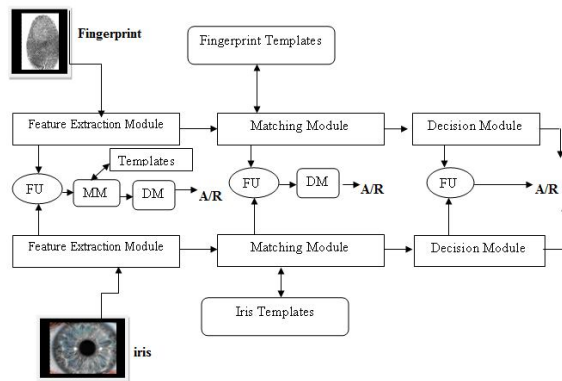 Fingerprint
Fingerprint Templates
Feature Extraction Module
Matching Module
Decision Module
Templates
FU
MM
DM
A/R
FU
DM
A/R
FU
A/R
Feature Extraction Module
Matching Module
Decision Module
Iris Templates
iris